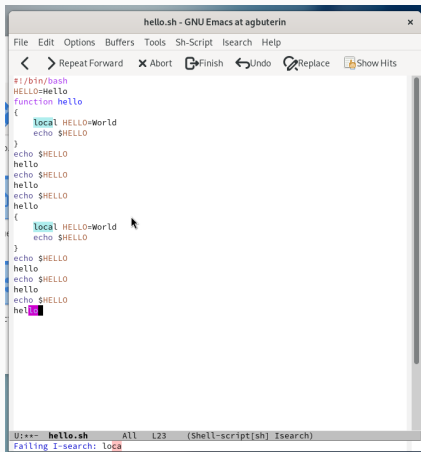 hello.sh - GNU Emacs at agbuterin ×
File Edit Options Buffers Tools Sh-Script Isearch Help
Repeat Forward Abort Finish Undo Replace Show Hits
#!/bin/bash
HELLO=Hello
function hello
{
    local HELLO=World
    echo $HELLO
}
echo $HELLO
hello
echo $HELLO
hello
echo $HELLO
hello
{
    local HELLO=World
    echo $HELLO
}
echo $HELLO
hello
echo $HELLO
hello
echo $HELLO
hello
U:**- hello.sh All L23 (Shell-script[sh] Isearch)
Failing I-search: loca